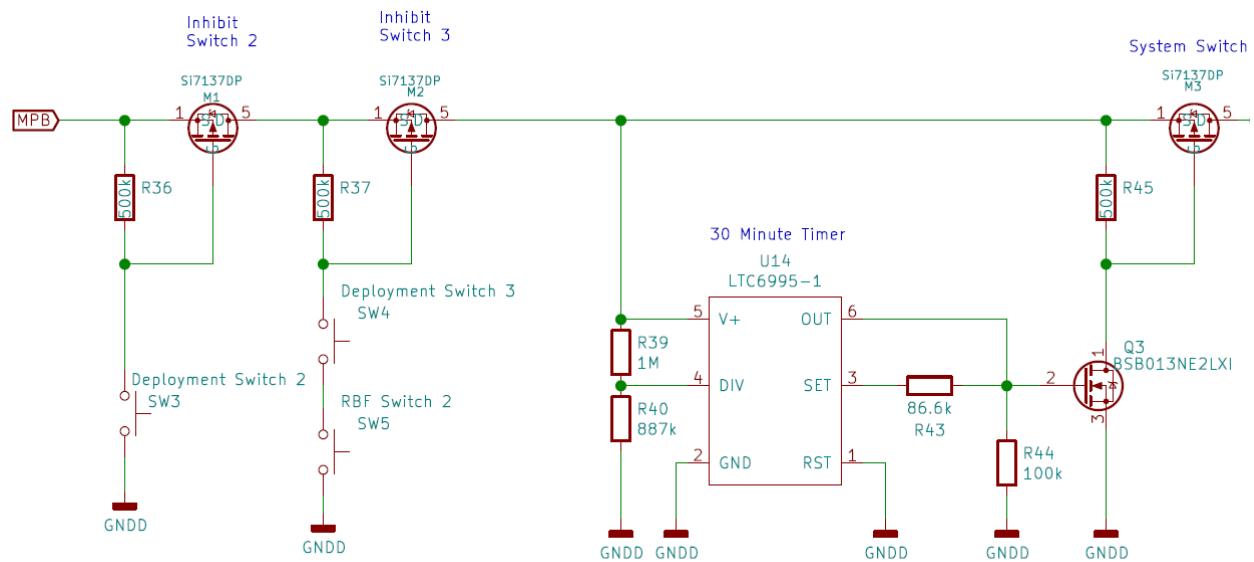 Inhibit
Switch 2
Inhibit
Switch 3
System Switch
Si7137DP
M1
Si7137DP
M2
Si7137DP
M3
MPB
1
S
D
5
G
1
S
D
5
G
1
S
D
5
G
R36
500k
R37
500k
R45
500k
30 Minute Timer
U14
LTC6995-1
Deployment Switch 3
SW4
5
V+
OUT
6
R39
1M
Q3
BSB013NE2LXI
1
Deployment Switch 2
SW3
4
DIV
SET
3
2
RBF Switch 2
SW5
R40
887k
86.6k
R43
3
2
GND
RST
1
R44
100k
GNDD
GNDD
GNDD
GNDD
GNDD
GNDD
GNDD